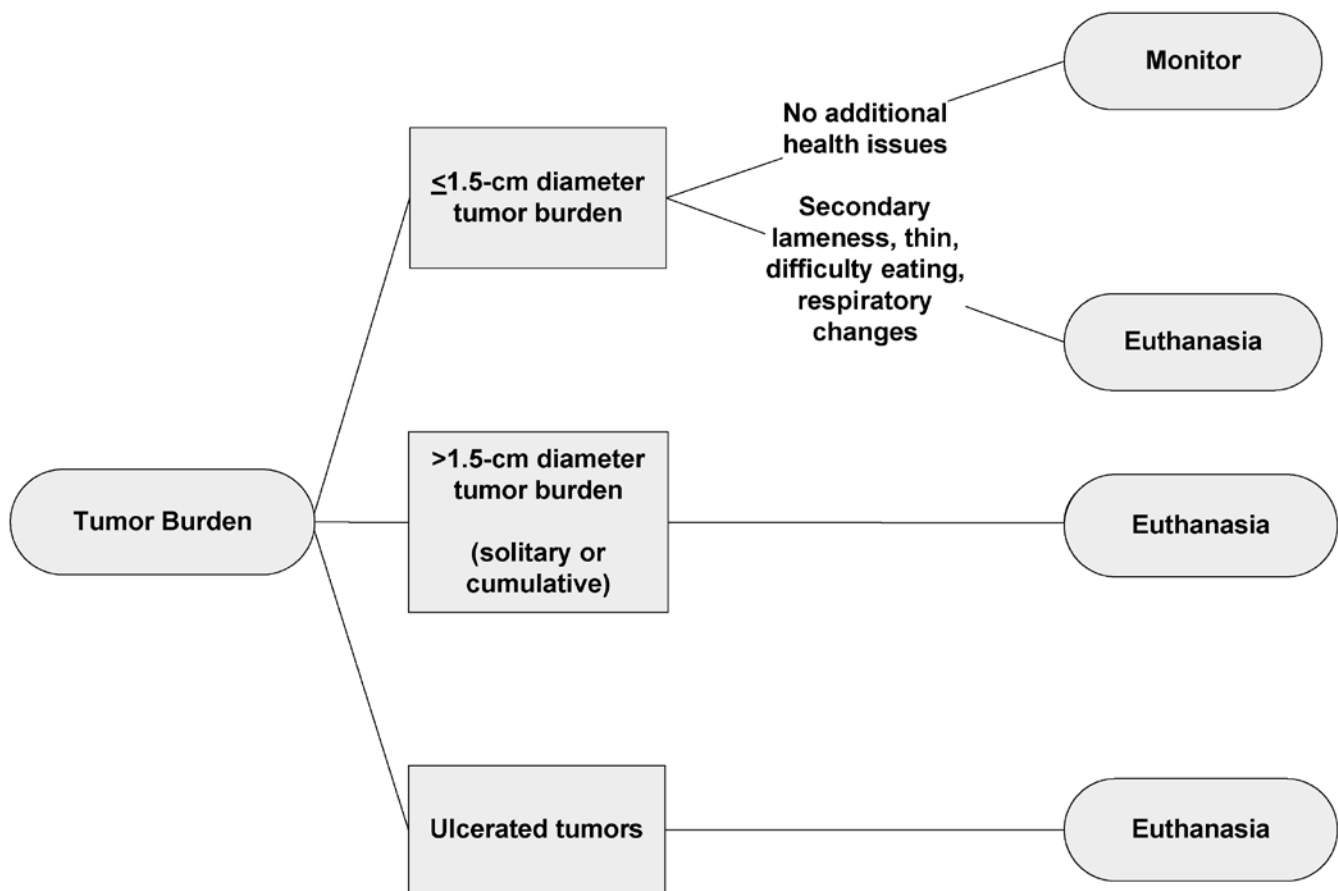 Monitor
No additional
health issues
≤1.5-cm diameter
tumor burden
Secondary
lameness, thin,
difficulty eating,
respiratory
changes
Euthanasia
>1.5-cm diameter
tumor burden
(solitary or
cumulative)
Tumor Burden
Euthanasia
Ulcerated tumors
Euthanasia